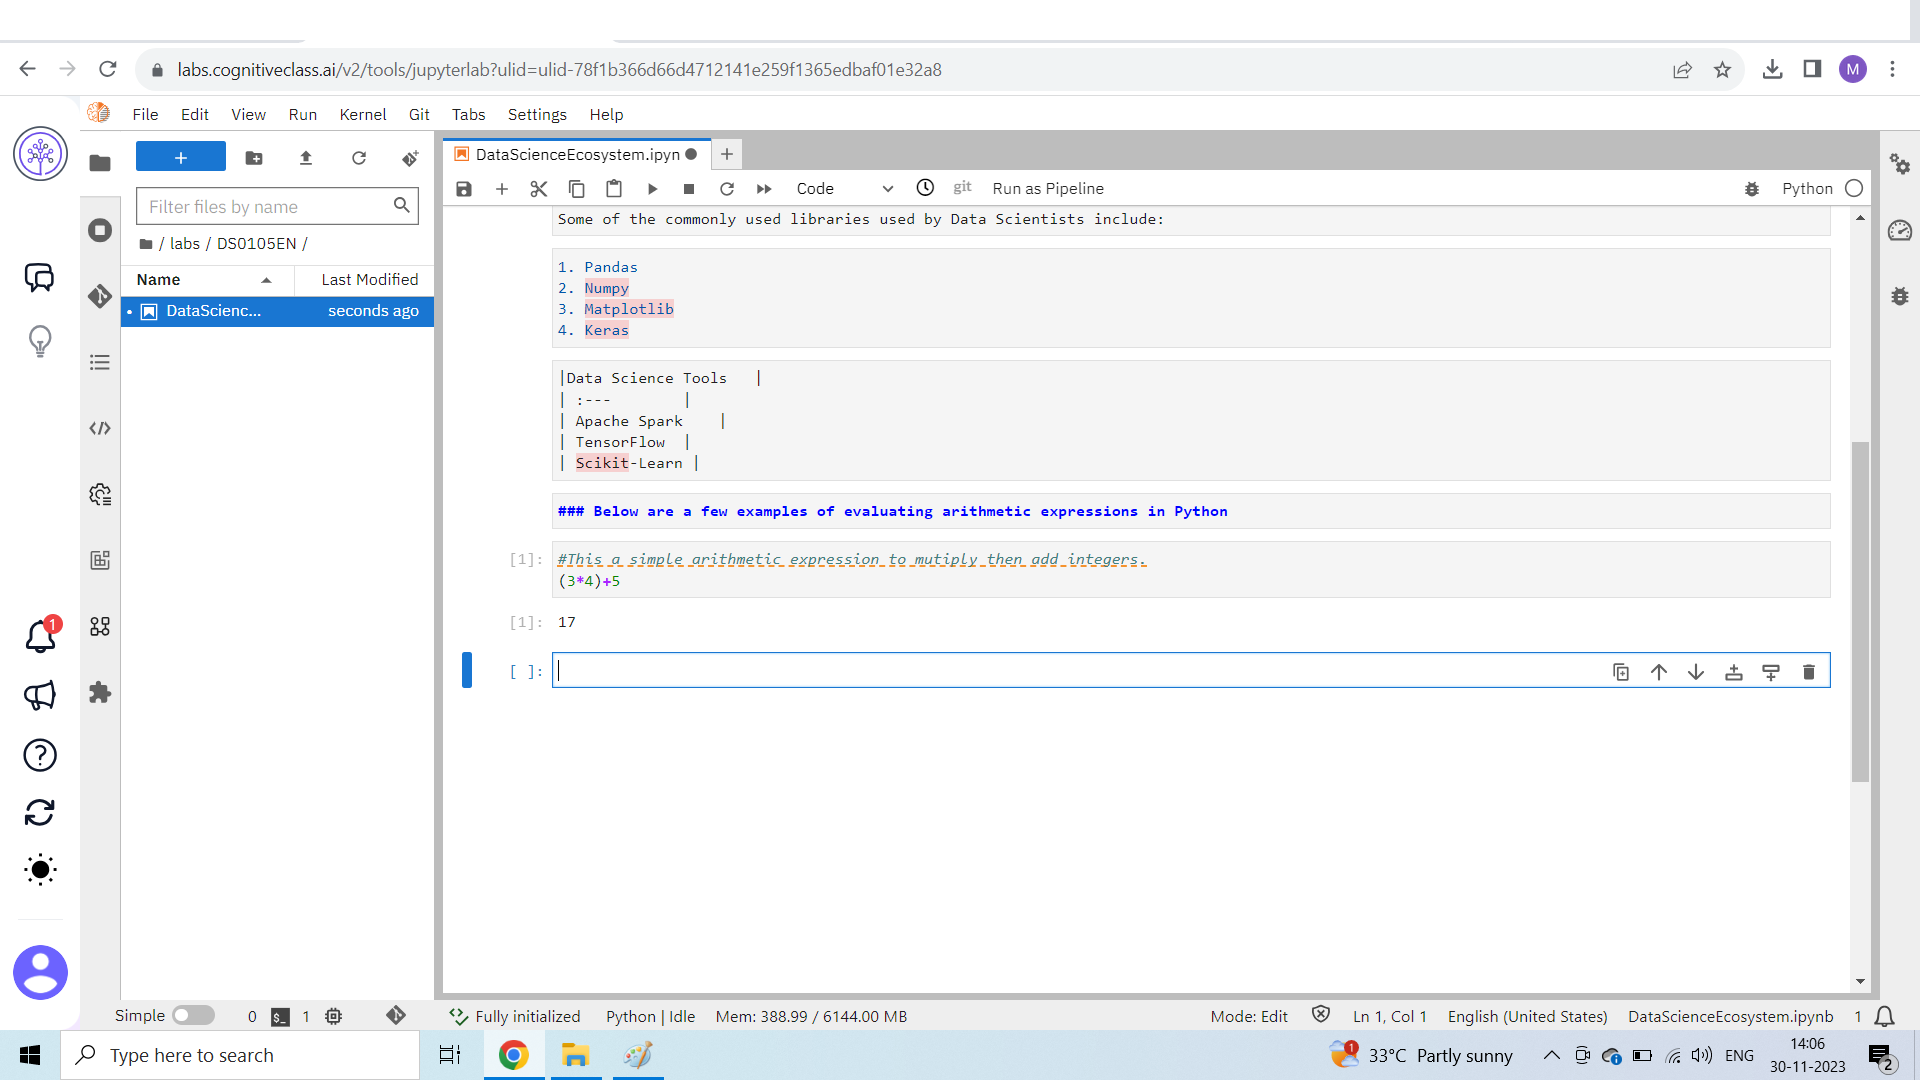 labs.cognitiveclass.ai/v2/tools/jupyterlab?ulid=ulid-78f1b366d66d4712141e259f1365edbaf01e32a8
M
File Edit View Run Kernel Git Tabs Settings Help
+
DataScienceEcosystem.ipyn
+
Code
git
Run as Pipeline
Python
Filter files by name
/ labs / DS0105EN /
Name
Last Modified
DataScienc...
seconds ago
Some of the commonly used libraries used by Data Scientists include:
1. Pandas
2. Numpy
3. Matplotlib
4. Keras
|Data Science Tools   |
| :---        |
| Apache Spark    |
| TensorFlow  |
| Scikit-Learn |
### Below are a few examples of evaluating arithmetic expressions in Python
[1]: #This a simple arithmetic expression to mutiply then add integers.
(3*4)+5
[1]: 17
[ ]:
1
Simple
0
$_
1
Fully initialized
Python | Idle
Mem: 388.99 / 6144.00 MB
Mode: Edit
Ln 1, Col 1
English (United States)
DataScienceEcosystem.ipynb
1
Type here to search
1
33°C Partly sunny
ENG
14:06
30-11-2023
2